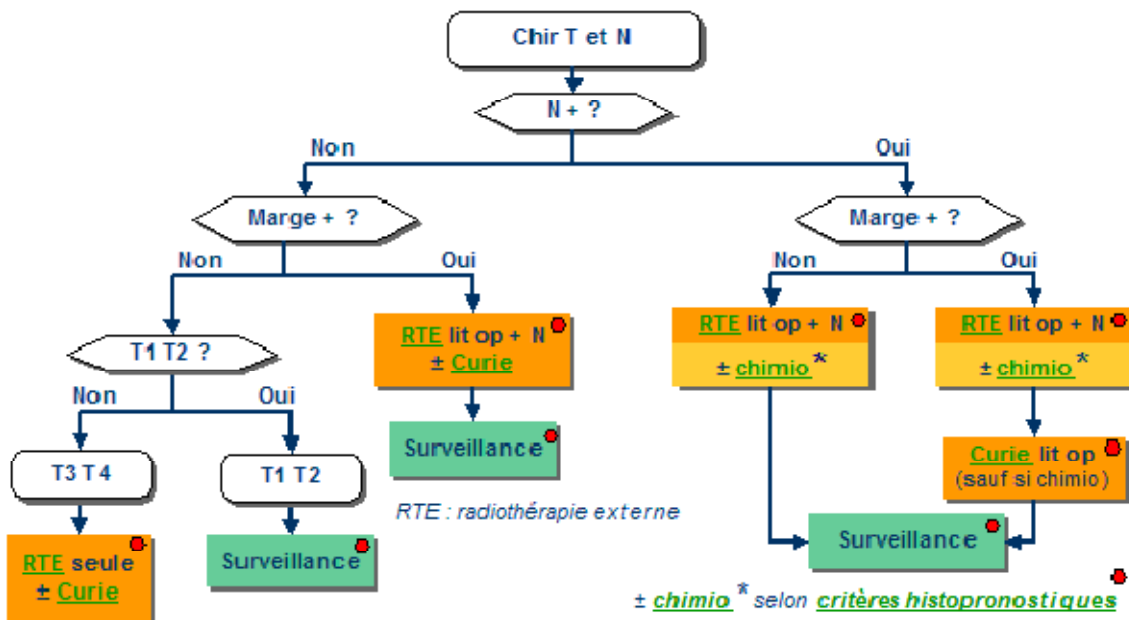 Chir T et N
N + ?
Non
Oui
Marge + ?
Marge + ?
Non
Oui
Non
Oui
RTE lit op + N
± Curie
RTE lit op + N
± chimio *
RTE lit op + N
± chimio *
T1 T2 ?
Non
Oui
Surveillance
Curie lit op
(sauf si chimio)
T3 T4
T1 T2
RTE : radiothérapie externe
RTE seule
± Curie
Surveillance
Surveillance
± chimio * selon critères histopronostiques